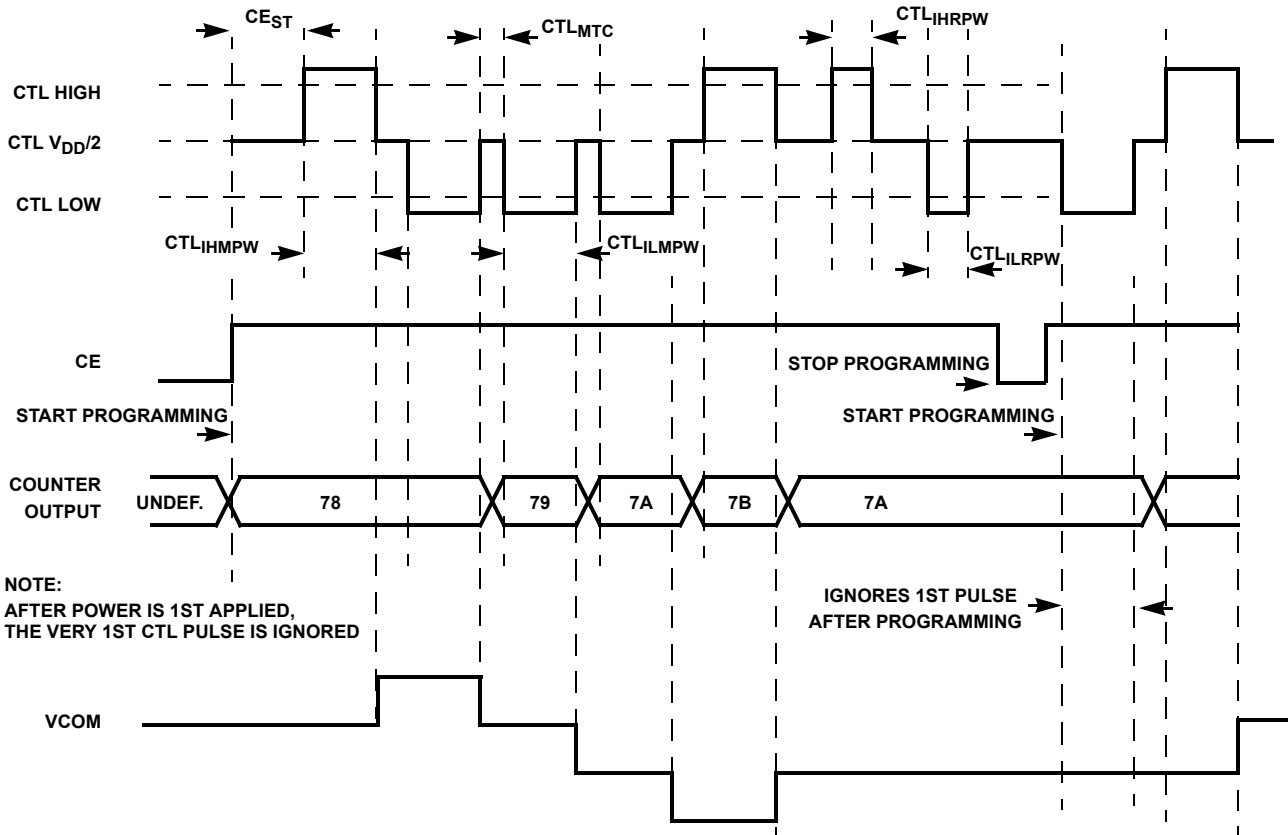 CE_ST
CTL_MTC
CTL_IHRPW
CTL HIGH
CTL V_DD/2
CTL LOW
CTL_IHMPW
CTL_ILMPW
CTL_ILRPW
CE
STOP PROGRAMMING
START PROGRAMMING
START PROGRAMMING
COUNTER
OUTPUT
UNDEF.
78
79
7A
7B
7A
NOTE:
AFTER POWER IS 1ST APPLIED,
THE VERY 1ST CTL PULSE IS IGNORED
IGNORES 1ST PULSE
AFTER PROGRAMMING
VCOM